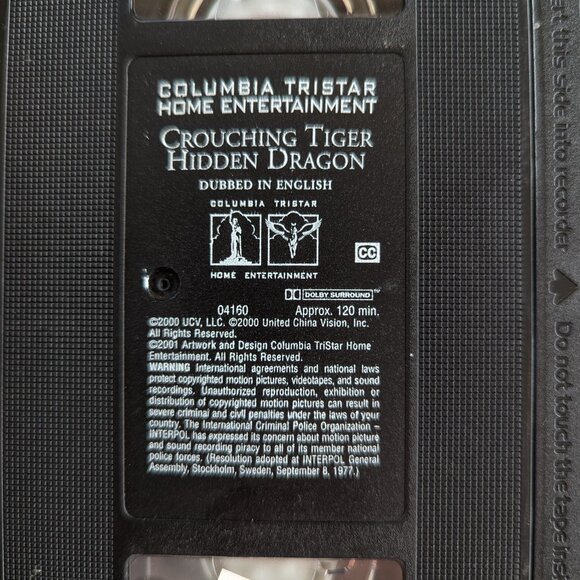 COLUMBIA TRISTAR
HOME ENTERTAINMENT
CROUCHING TIGER
HIDDEN DRAGON
DUBBED IN ENGLISH
COLUMBIA TRISTAR
HOME ENTERTAINMENT
CC
DOLBY SURROUND
04160 Approx. 120 min.
©2000 UCV, LLC. ©2000 United China Vision, Inc.
All Rights Reserved.
©2001 Artwork and Design Columbia TriStar Home
Entertainment. All Rights Reserved.
WARNING International agreements and national laws
protect copyrighted motion pictures, videotapes, and sound
recordings. Unauthorized reproduction, exhibition or
distribution of copyrighted motion pictures can result in
severe criminal and civil penalties under the laws of your
country. The International Criminal Police Organization –
INTERPOL has expressed its concern about motion picture
and sound recording piracy to all of its member national
police forces. (Resolution adopted at INTERPOL General
Assembly, Stockholm, Sweden, September 8, 1977.)
this side into recorder
Do not touch the tape inside